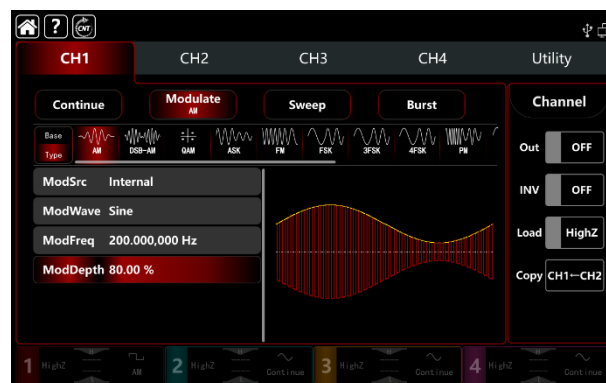 ? CNT
CH1 CH2 CH3 CH4 Utility
Continue Modulate AM Sweep Burst Channel
Base Type AM DSB-AM QAM ASK FM FSK 3FSK 4FSK PM
Out OFF
ModSrc Internal
INV OFF
ModWave Sine
Load HighZ
ModFreq 200.000,000 Hz
ModDepth 80.00 %
Copy CH1←CH2
1 HighZ AM 2 HighZ Continue 3 HighZ Continue 4 HighZ Continue